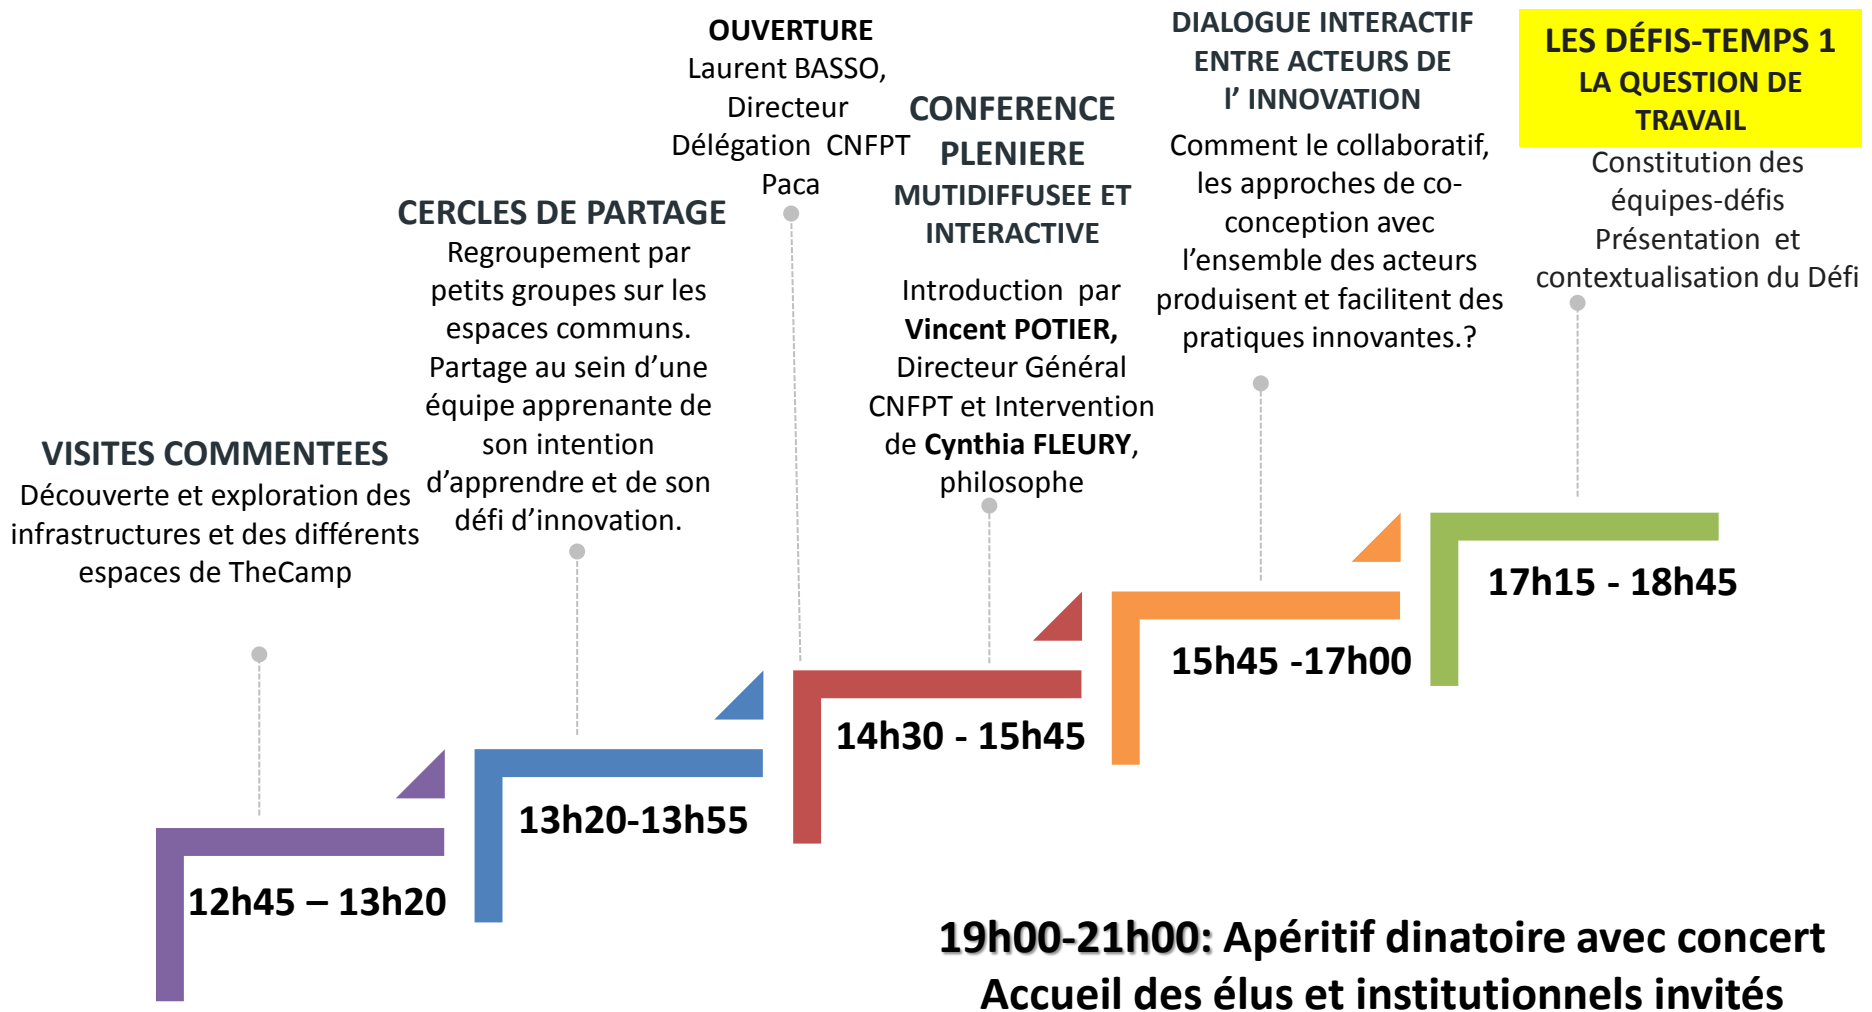 VISITES COMMENTEES
Découverte et exploration des
infrastructures et des différents
espaces de TheCamp
12h45 – 13h20
CERCLES DE PARTAGE
Regroupement par
petits groupes sur les
espaces communs.
Partage au sein d’une
équipe apprenante de
son intention
d’apprendre et de son
défi d’innovation.
13h20-13h55
OUVERTURE
Laurent BASSO,
Directeur
Délégation CNFPT
Paca
CONFERENCE
PLENIERE
MUTIDIFFUSEE ET
INTERACTIVE
Introduction par
Vincent POTIER,
Directeur Général
CNFPT et Intervention
de Cynthia FLEURY,
philosophe
14h30 - 15h45
DIALOGUE INTERACTIF
ENTRE ACTEURS DE
l’ INNOVATION
Comment le collaboratif,
les approches de co-
conception avec
l’ensemble des acteurs
produisent et facilitent des
pratiques innovantes.?
15h45 -17h00
LES DÉFIS-TEMPS 1
LA QUESTION DE
TRAVAIL
Constitution des
équipes-défis
Présentation et
contextualisation du Défi
17h15 - 18h45
19h00-21h00: Apéritif dinatoire avec concert
Accueil des élus et institutionnels invités